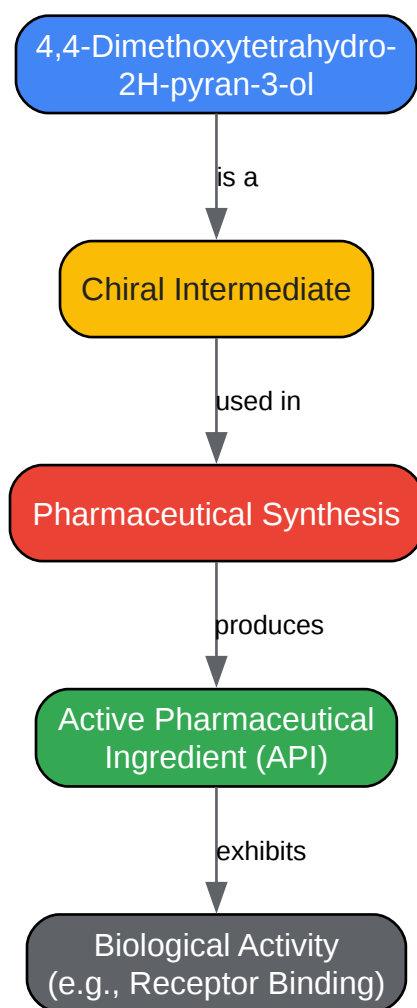 4,4-Dimethoxytetrahydro-
2H-pyran-3-ol
is a
Chiral Intermediate
used in
Pharmaceutical Synthesis
produces
Active Pharmaceutical
Ingredient (API)
exhibits
Biological Activity
(e.g., Receptor Binding)